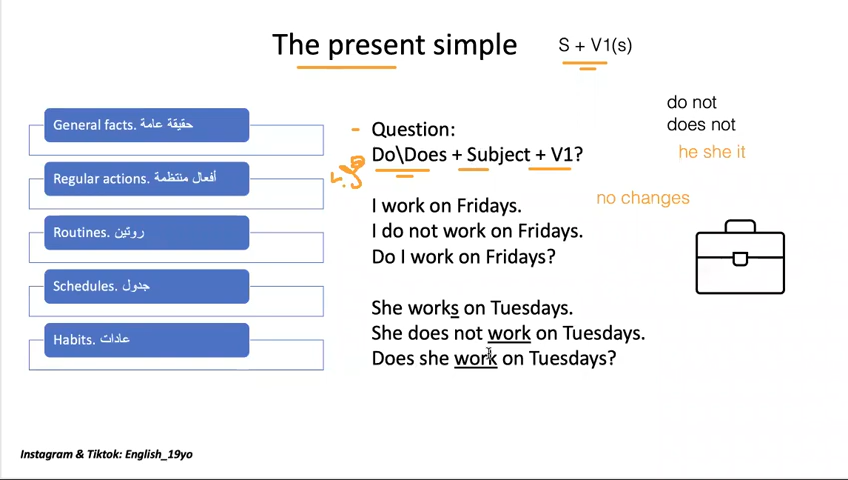 The present simple
S + V1(s)
General facts. حقيقة عامة
Regular actions. أفعال منتظمة
Routines. روتين
Schedules. جدول
Habits. عادات
- Question:
Do\Does + Subject + V1?
I work on Fridays.
I do not work on Fridays.
Do I work on Fridays?
She works on Tuesdays.
She does not work on Tuesdays.
Does she work on Tuesdays?
do not
does not
he she it
no changes
Instagram & Tiktok: English_19yo